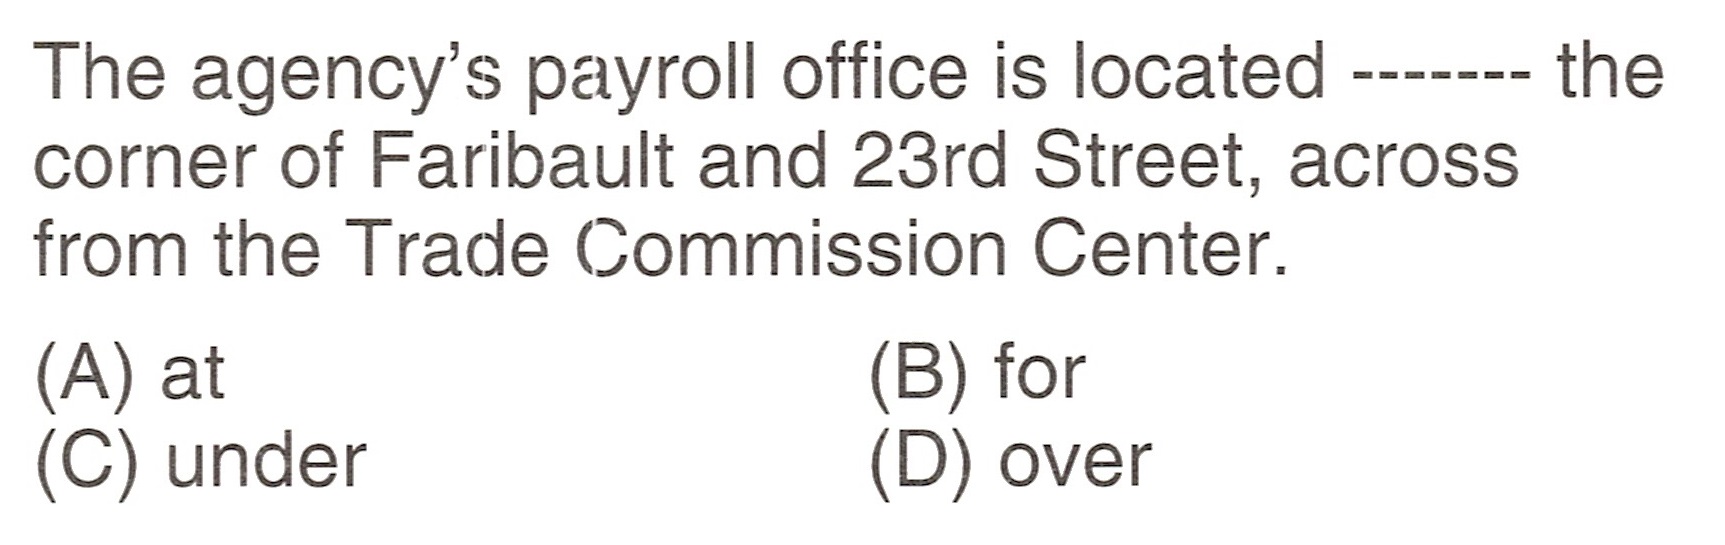 The agency's payroll office is located ------- the
corner of Faribault and 23rd Street, across
from the Trade Commission Center.
(A) at (B) for
(C) under (D) over